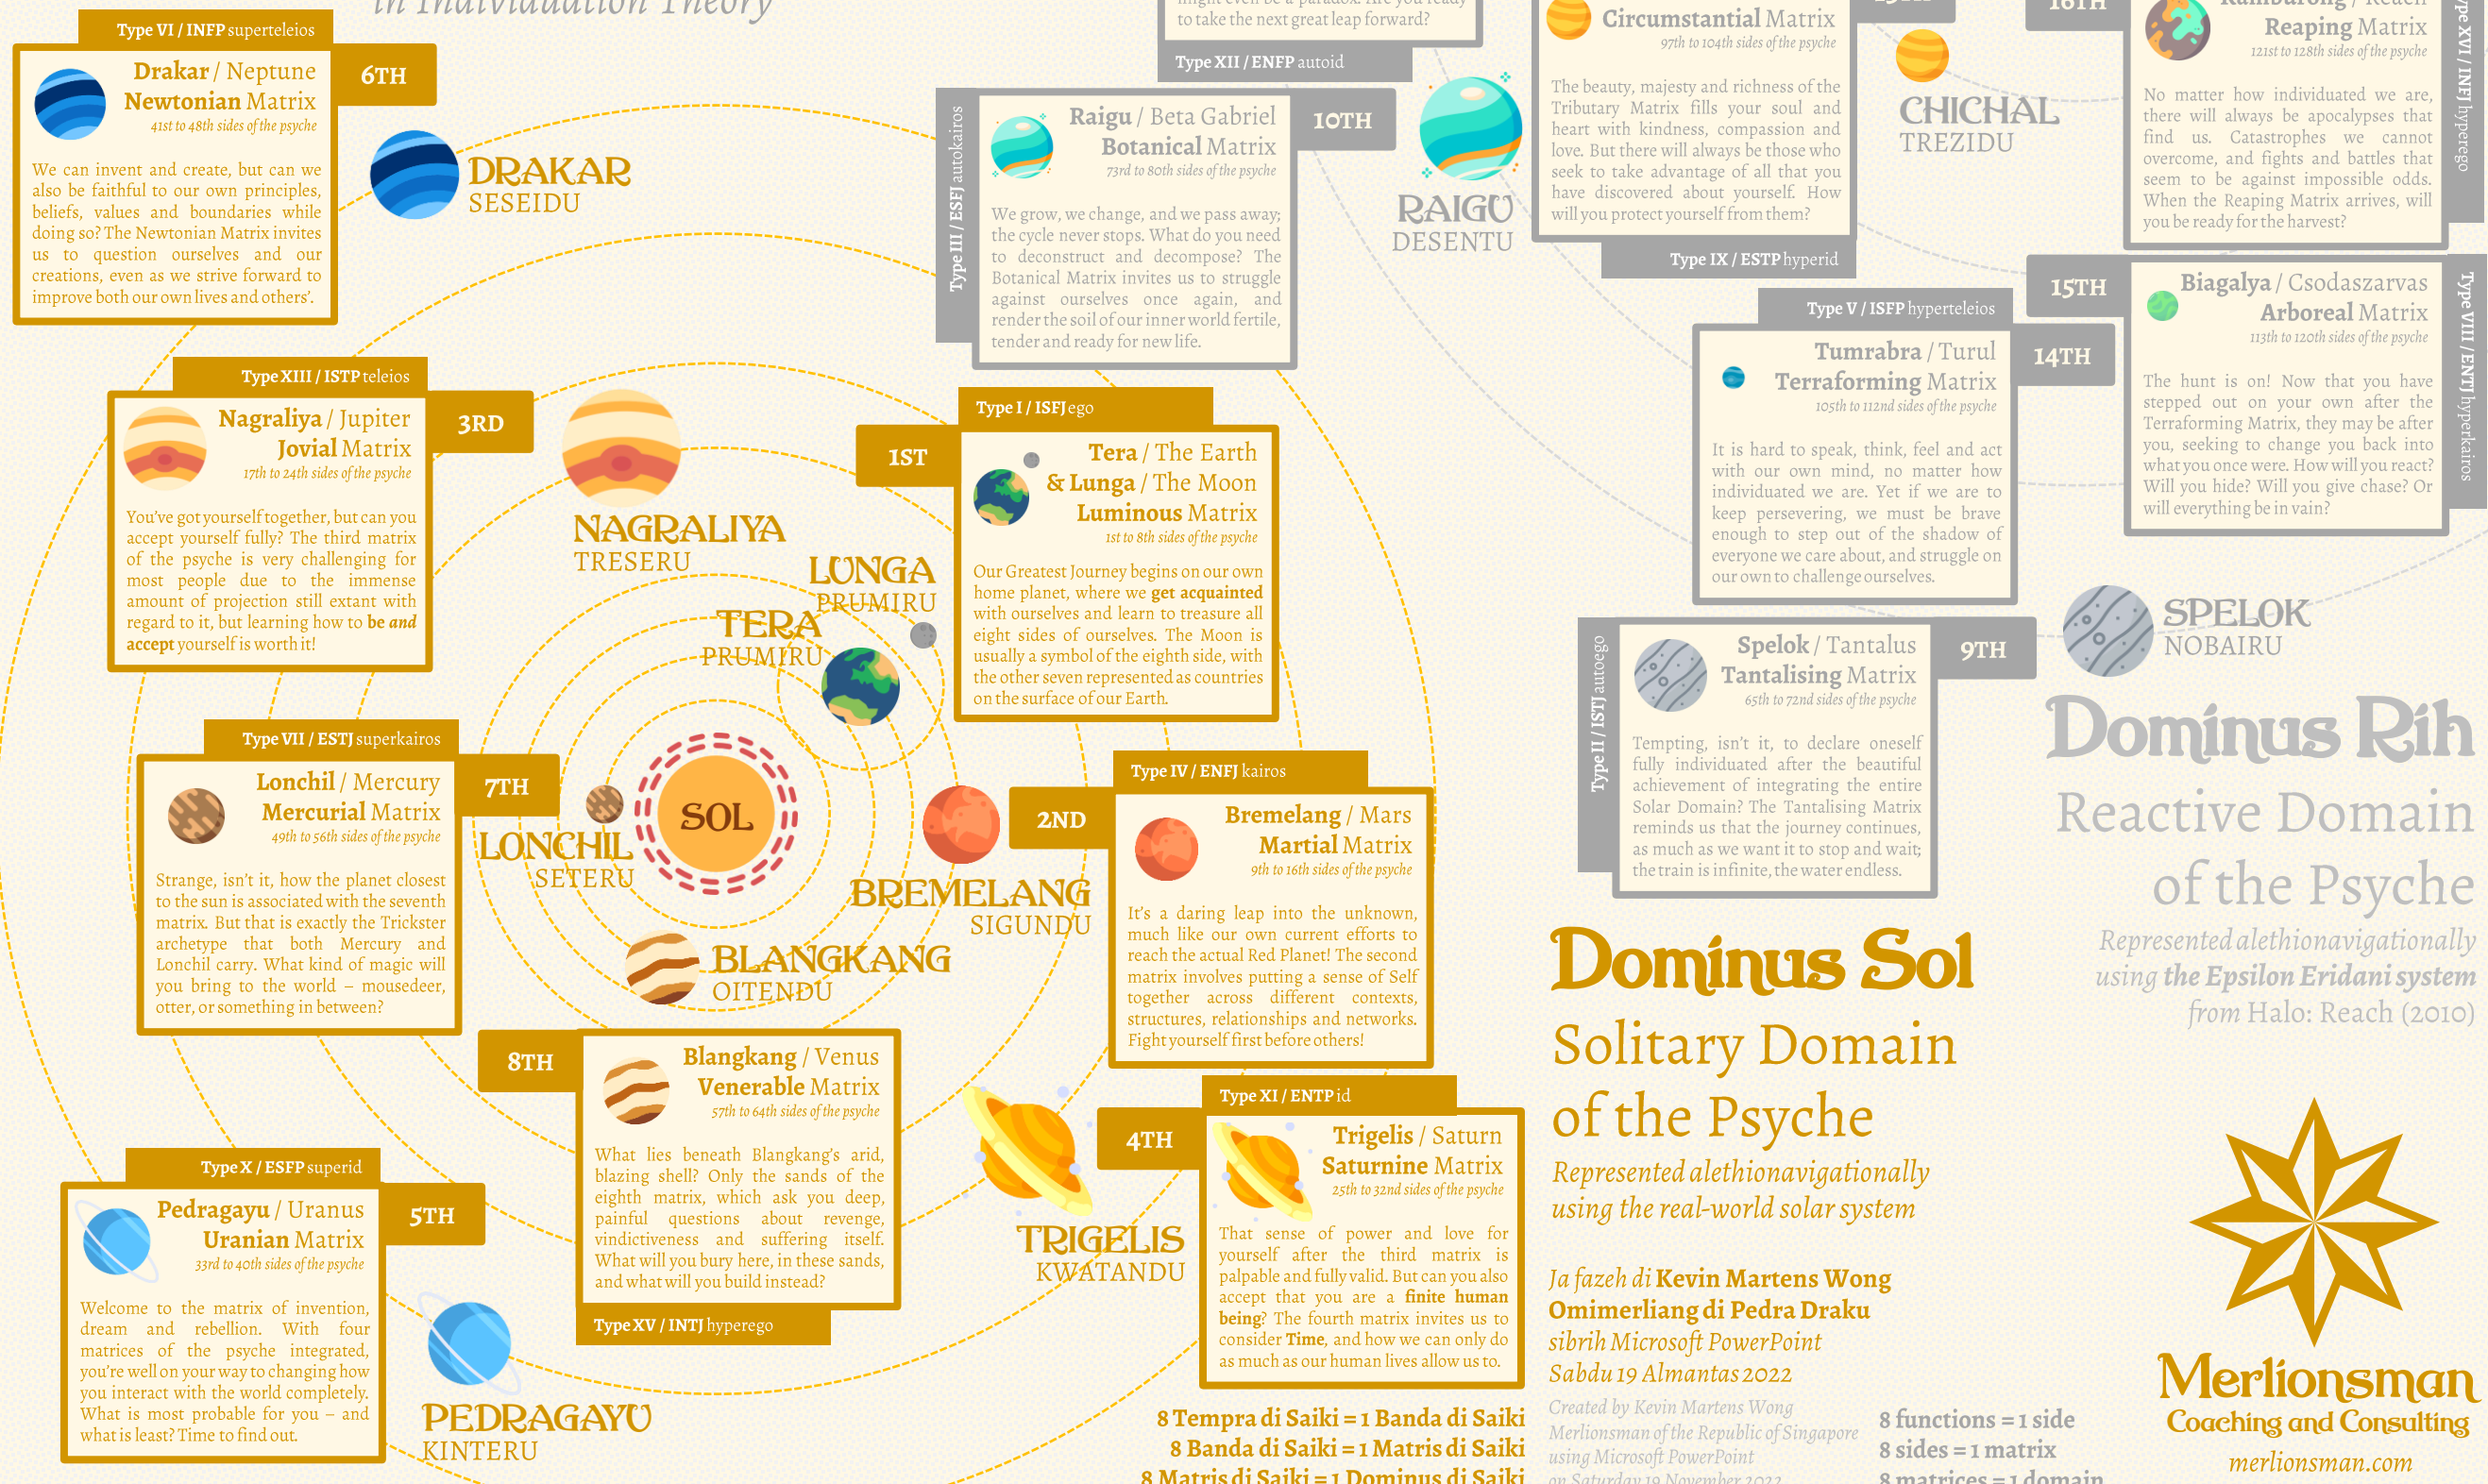 in Individuation Theory
Type VI / INFP superteleios
6TH
Drakar / Neptune
Newtonian Matrix
41st to 48th sides of the psyche
We can invent and create, but can we
also be faithful to our own principles,
beliefs, values and boundaries while
doing so? The Newtonian Matrix invites
us to question ourselves and our
creations, even as we strive forward to
improve both our own lives and others’.
DRAKAR
SESEIDU
Type XIII / ISTP teleios
3RD
Nagraliya / Jupiter
Jovial Matrix
17th to 24th sides of the psyche
You’ve got yourself together, but can you
accept yourself fully? The third matrix
of the psyche is very challenging for
most people due to the immense
amount of projection still extant with
regard to it, but learning how to be and
accept yourself is worth it!
NAGRALIYA
TRESERU
LUNGA
PRUMIRU
TERA
PRUMIRU
Type VII / ESTJ superkairos
7TH
Lonchil / Mercury
Mercurial Matrix
49th to 56th sides of the psyche
Strange, isn’t it, how the planet closest
to the sun is associated with the seventh
matrix. But that is exactly the Trickster
archetype that both Mercury and
Lonchil carry. What kind of magic will
you bring to the world – mousedeer,
otter, or something in between?
LONCHIL
SETERU
SOL
BREMELANG
SIGUNDU
BLANGKANG
OITENDU
8TH
Blangkang / Venus
Venerable Matrix
57th to 64th sides of the psyche
What lies beneath Blangkang’s arid,
blazing shell? Only the sands of the
eighth matrix, which ask you deep,
painful questions about revenge,
vindictiveness and suffering itself.
What will you bury here, in these sands,
and what will you build instead?
Type XV / INTJ hyperego
Type X / ESFP superid
5TH
Pedragayu / Uranus
Uranian Matrix
33rd to 40th sides of the psyche
Welcome to the matrix of invention,
dream and rebellion. With four
matrices of the psyche integrated,
you’re well on your way to changing how
you interact with the world completely.
What is most probable for you – and
what is least? Time to find out.
PEDRAGAYU
KINTERU
to take the next great leap forward?
Type XII / ENFP autoid
Type III / ESFJ autokairos
10TH
Raigu / Beta Gabriel
Botanical Matrix
73rd to 80th sides of the psyche
We grow, we change, and we pass away;
the cycle never stops. What do you need
to deconstruct and decompose? The
Botanical Matrix invites us to struggle
against ourselves once again, and
render the soil of our inner world fertile,
tender and ready for new life.
RAIGU
DESENTU
Type I / ISFJ ego
1ST
Tera / The Earth
& Lunga / The Moon
Luminous Matrix
1st to 8th sides of the psyche
Our Greatest Journey begins on our own
home planet, where we get acquainted
with ourselves and learn to treasure all
eight sides of ourselves. The Moon is
usually a symbol of the eighth side, with
the other seven represented as countries
on the surface of our Earth.
Type IV / ENFJ kairos
2ND
Bremelang / Mars
Martial Matrix
9th to 16th sides of the psyche
It’s a daring leap into the unknown,
much like our own current efforts to
reach the actual Red Planet! The second
matrix involves putting a sense of Self
together across different contexts,
structures, relationships and networks.
Fight yourself first before others!
TRIGELIS
KWATANDU
Type XI / ENTP id
4TH
Trigelis / Saturn
Saturnine Matrix
25th to 32nd sides of the psyche
That sense of power and love for
yourself after the third matrix is
palpable and fully valid. But can you also
accept that you are a finite human
being? The fourth matrix invites us to
consider Time, and how we can only do
as much as our human lives allow us to.
8 Tempra di Saiki = 1 Banda di Saiki
8 Banda di Saiki = 1 Matris di Saiki
8 Matris di Saiki = 1 Dominus di Saiki
Circumstantial Matrix
97th to 104th sides of the psyche
The beauty, majesty and richness of the
Tributary Matrix fills your soul and
heart with kindness, compassion and
love. But there will always be those who
seek to take advantage of all that you
have discovered about yourself. How
will you protect yourself from them?
Type IX / ESTP hyperid
CHICHAL
TREZIDU
16TH
Reaping Matrix
121st to 128th sides of the psyche
No matter how individuated we are,
there will always be apocalypses that
find us. Catastrophes we cannot
overcome, and fights and battles that
seem to be against impossible odds.
When the Reaping Matrix arrives, will
you be ready for the harvest?
Type XVI / INFJ hyperego
Type V / ISFP hyperteleios
14TH
Tumrabra / Turul
Terraforming Matrix
105th to 112nd sides of the psyche
It is hard to speak, think, feel and act
with our own mind, no matter how
individuated we are. Yet if we are to
keep persevering, we must be brave
enough to step out of the shadow of
everyone we care about, and struggle on
our own to challenge ourselves.
15TH
Biagalya / Csodaszarvas
Arboreal Matrix
113th to 120th sides of the psyche
The hunt is on! Now that you have
stepped out on your own after the
Terraforming Matrix, they may be after
you, seeking to change you back into
what you once were. How will you react?
Will you hide? Will you give chase? Or
will everything be in vain?
Type VIII / ENTJ hyperkairos
SPELOK
NOBAIRU
Type II / ISTJ autoego
9TH
Spelok / Tantalus
Tantalising Matrix
65th to 72nd sides of the psyche
Tempting, isn’t it, to declare oneself
fully individuated after the beautiful
achievement of integrating the entire
Solar Domain? The Tantalising Matrix
reminds us that the journey continues,
as much as we want it to stop and wait;
the train is infinite, the water endless.
Dominus Rih
Reactive Domain
of the Psyche
Represented alethionavigationally
using the Epsilon Eridani system
from Halo: Reach (2010)
Dominus Sol
Solitary Domain
of the Psyche
Represented alethionavigationally
using the real-world solar system
Ja fazeh di Kevin Martens Wong
Omimerliang di Pedra Draku
sibrih Microsoft PowerPoint
Sabdu 19 Almantas 2022
Created by Kevin Martens Wong
Merlionsman of the Republic of Singapore
using Microsoft PowerPoint
on Saturday 19 November 2022
8 functions = 1 side
8 sides = 1 matrix
8 matrices = 1 domain
Merlionsman
Coaching and Consulting
merlionsman.com